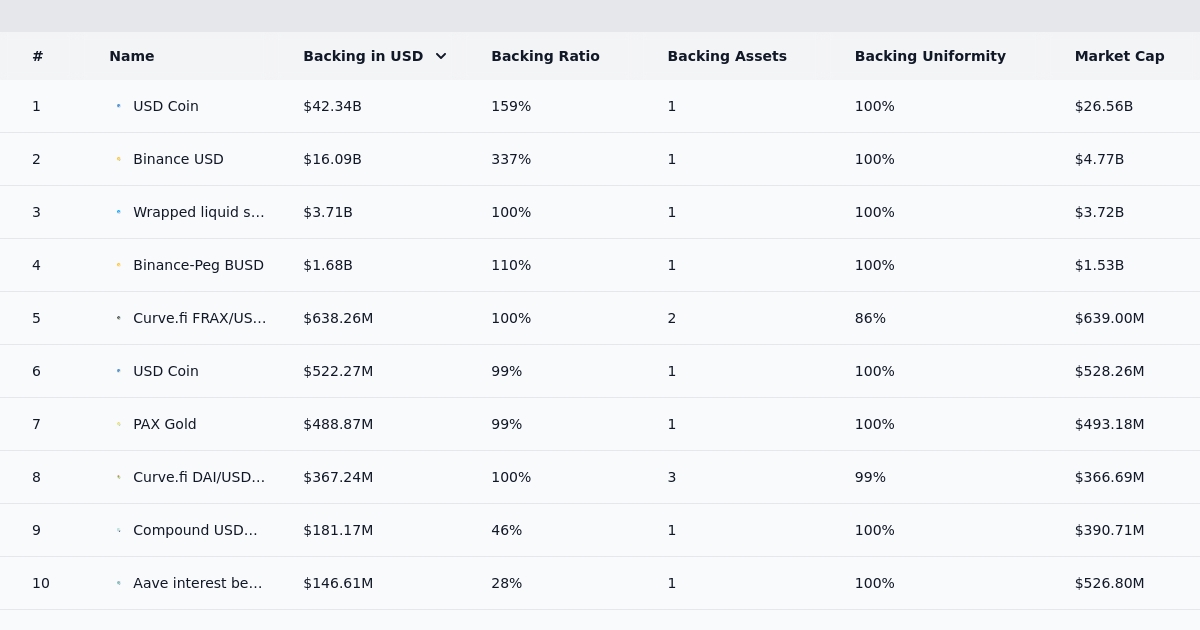 # Name Backing in USD Backing Ratio Backing Assets Backing Uniformity Market Cap
1 USD Coin $42.34B 159% 1 100% $26.56B
2 Binance USD $16.09B 337% 1 100% $4.77B
3 Wrapped liquid s... $3.71B 100% 1 100% $3.72B
4 Binance-Peg BUSD $1.68B 110% 1 100% $1.53B
5 Curve.fi FRAX/US... $638.26M 100% 2 86% $639.00M
6 USD Coin $522.27M 99% 1 100% $528.26M
7 PAX Gold $488.87M 99% 1 100% $493.18M
8 Curve.fi DAI/USD... $367.24M 100% 3 99% $366.69M
9 Compound USD... $181.17M 46% 1 100% $390.71M
10 Aave interest be... $146.61M 28% 1 100% $526.80M